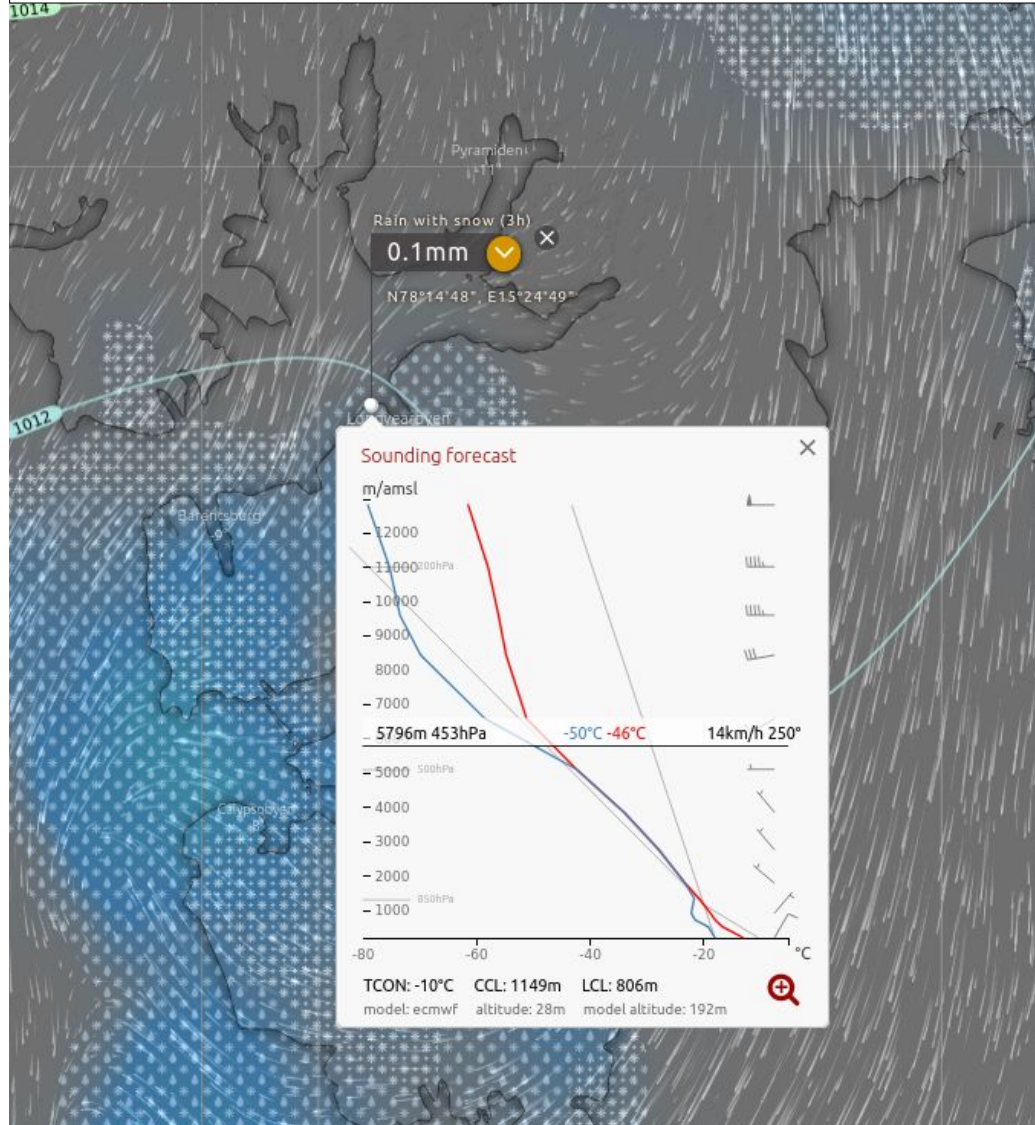 1014
Pyramiden
-11
Rain with snow (3h)
0.1mm
N78°14'48", E15°24'49"
1012
Longyearbyen
Sounding forecast
m/amsl
12000
11000 200hPa
10000
9000
8000
7000
5796m 453hPa -50°C -46°C 14km/h 250°
5000 500hPa
4000
3000
2000
850hPa
1000
-80 -60 -40 -20 °C
TCON: -10°C CCL: 1149m LCL: 806m
model: ecmwf altitude: 28m model altitude: 192m
Barentsburg
Calypsobyen